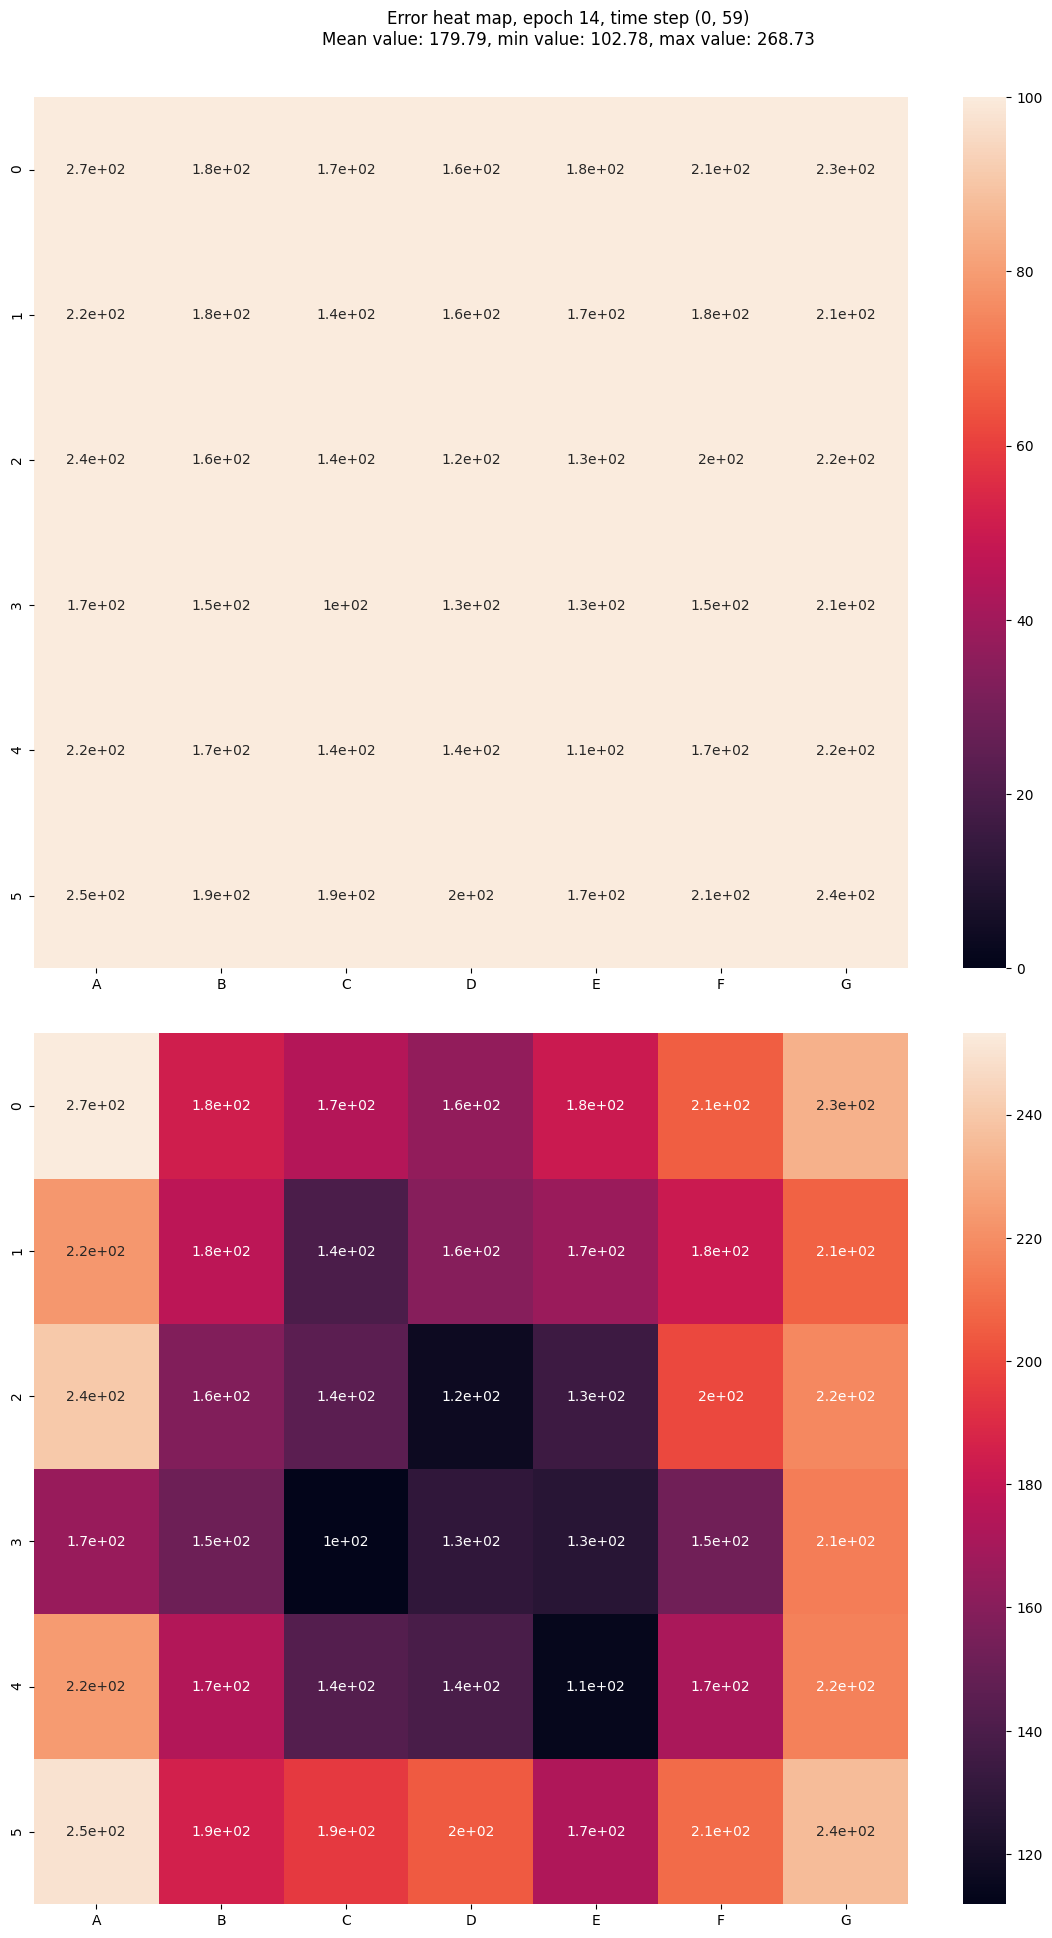 Error heat map, epoch 14, time step (0, 59)
Mean value: 179.79, min value: 102.78, max value: 268.73
100
0 2.7e+02 1.8e+02 1.7e+02 1.6e+02 1.8e+02 2.1e+02 2.3e+02
80
1 2.2e+02 1.8e+02 1.4e+02 1.6e+02 1.7e+02 1.8e+02 2.1e+02
60
2 2.4e+02 1.6e+02 1.4e+02 1.2e+02 1.3e+02 2e+02 2.2e+02
3 1.7e+02 1.5e+02 1e+02 1.3e+02 1.3e+02 1.5e+02 2.1e+02
40
4 2.2e+02 1.7e+02 1.4e+02 1.4e+02 1.1e+02 1.7e+02 2.2e+02
20
5 2.5e+02 1.9e+02 1.9e+02 2e+02 1.7e+02 2.1e+02 2.4e+02
0
A B C D E F G
0 2.7e+02 1.8e+02 1.7e+02 1.6e+02 1.8e+02 2.1e+02 2.3e+02
240
1 2.2e+02 1.8e+02 1.4e+02 1.6e+02 1.7e+02 1.8e+02 2.1e+02
220
200
2 2.4e+02 1.6e+02 1.4e+02 1.2e+02 1.3e+02 2e+02 2.2e+02
180
3 1.7e+02 1.5e+02 1e+02 1.3e+02 1.3e+02 1.5e+02 2.1e+02
160
4 2.2e+02 1.7e+02 1.4e+02 1.4e+02 1.1e+02 1.7e+02 2.2e+02
140
5 2.5e+02 1.9e+02 1.9e+02 2e+02 1.7e+02 2.1e+02 2.4e+02
120
A B C D E F G